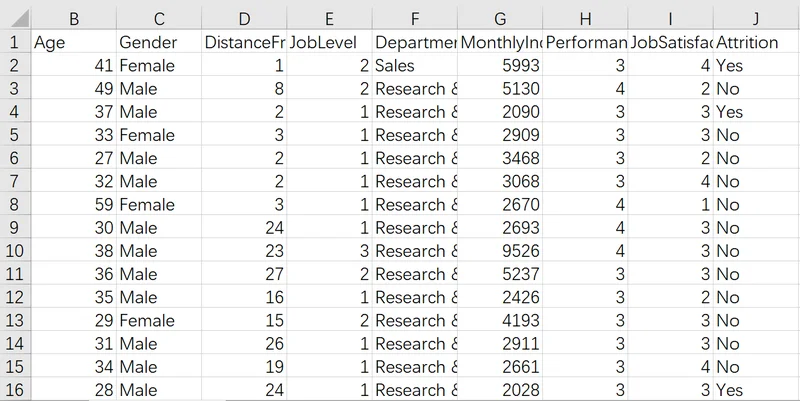 B C D E F G H I J
1 Age Gender DistanceFr JobLevel Departmen MonthlyInc Performan JobSatisfac Attrition
2 41 Female 1 2 Sales 5993 3 4 Yes
3 49 Male 8 2 Research & 5130 4 2 No
4 37 Male 2 1 Research & 2090 3 3 Yes
5 33 Female 3 1 Research & 2909 3 3 No
6 27 Male 2 1 Research & 3468 3 2 No
7 32 Male 2 1 Research & 3068 3 4 No
8 59 Female 3 1 Research & 2670 4 1 No
9 30 Male 24 1 Research & 2693 4 3 No
10 38 Male 23 3 Research & 9526 4 3 No
11 36 Male 27 2 Research & 5237 3 3 No
12 35 Male 16 1 Research & 2426 3 2 No
13 29 Female 15 2 Research & 4193 3 3 No
14 31 Male 26 1 Research & 2911 3 3 No
15 34 Male 19 1 Research & 2661 3 4 No
16 28 Male 24 1 Research & 2028 3 3 Yes